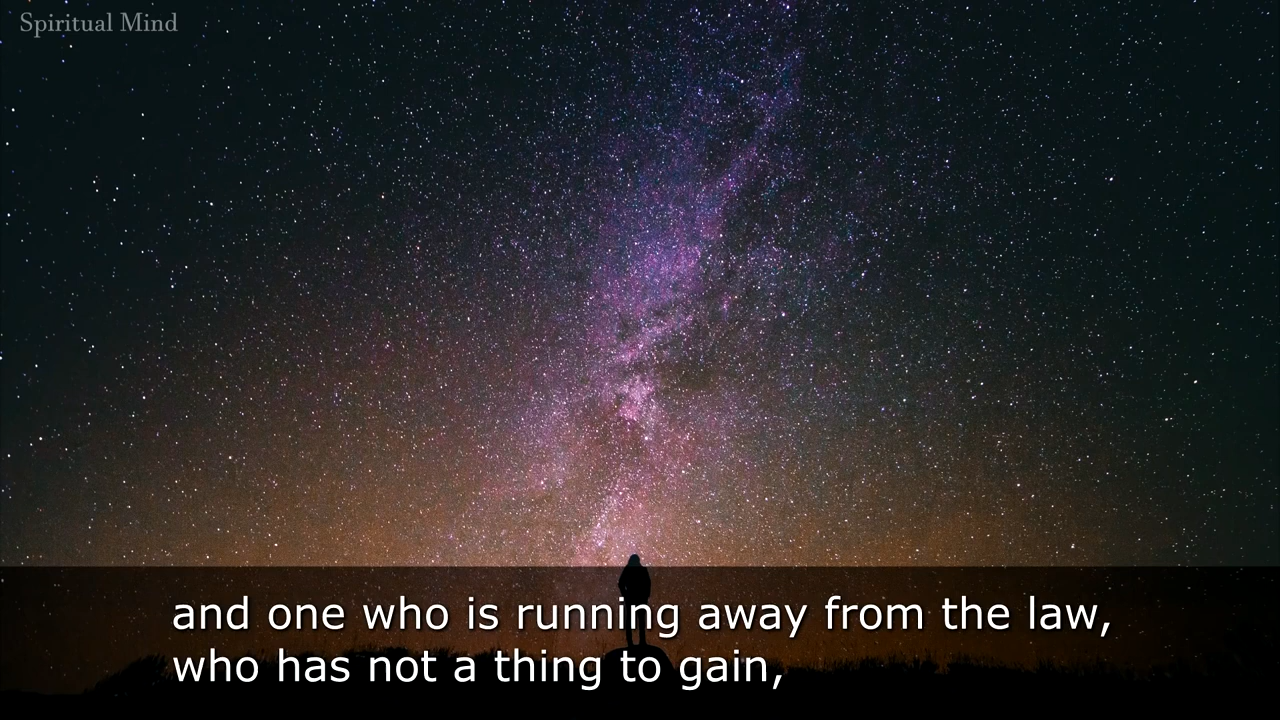 Spiritual Mind
and one who is running away from the law,
who has not a thing to gain,